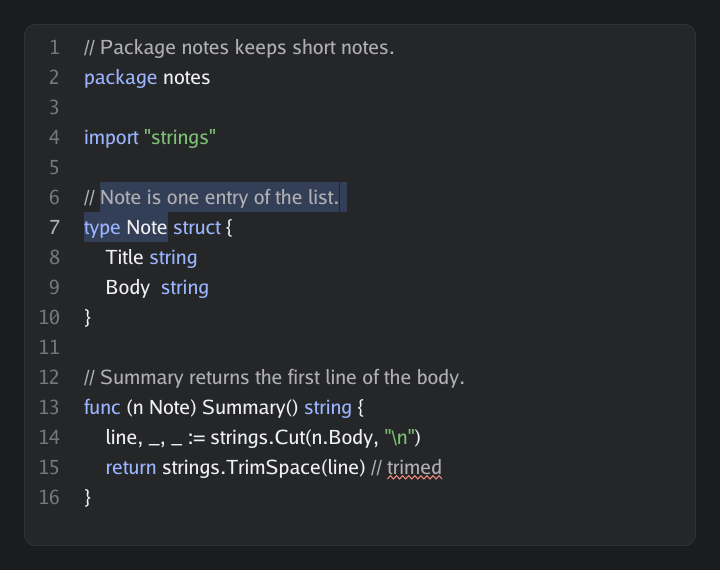 1 // Package notes keeps short notes.
2 package notes
3
4 import "strings"
5
6 // Note is one entry of the list.
7 type Note struct {
8     Title string
9     Body  string
10 }
11
12 // Summary returns the first line of the body.
13 func (n Note) Summary() string {
14     line, _, _ := strings.Cut(n.Body, "\n")
15     return strings.TrimSpace(line) // trimed
16 }